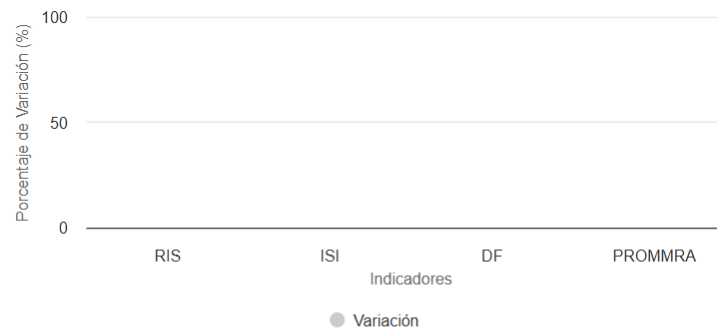 Porcentaje de Variación (%)
100
50
0
RIS ISI DF PROMMRA
Indicadores
Variación